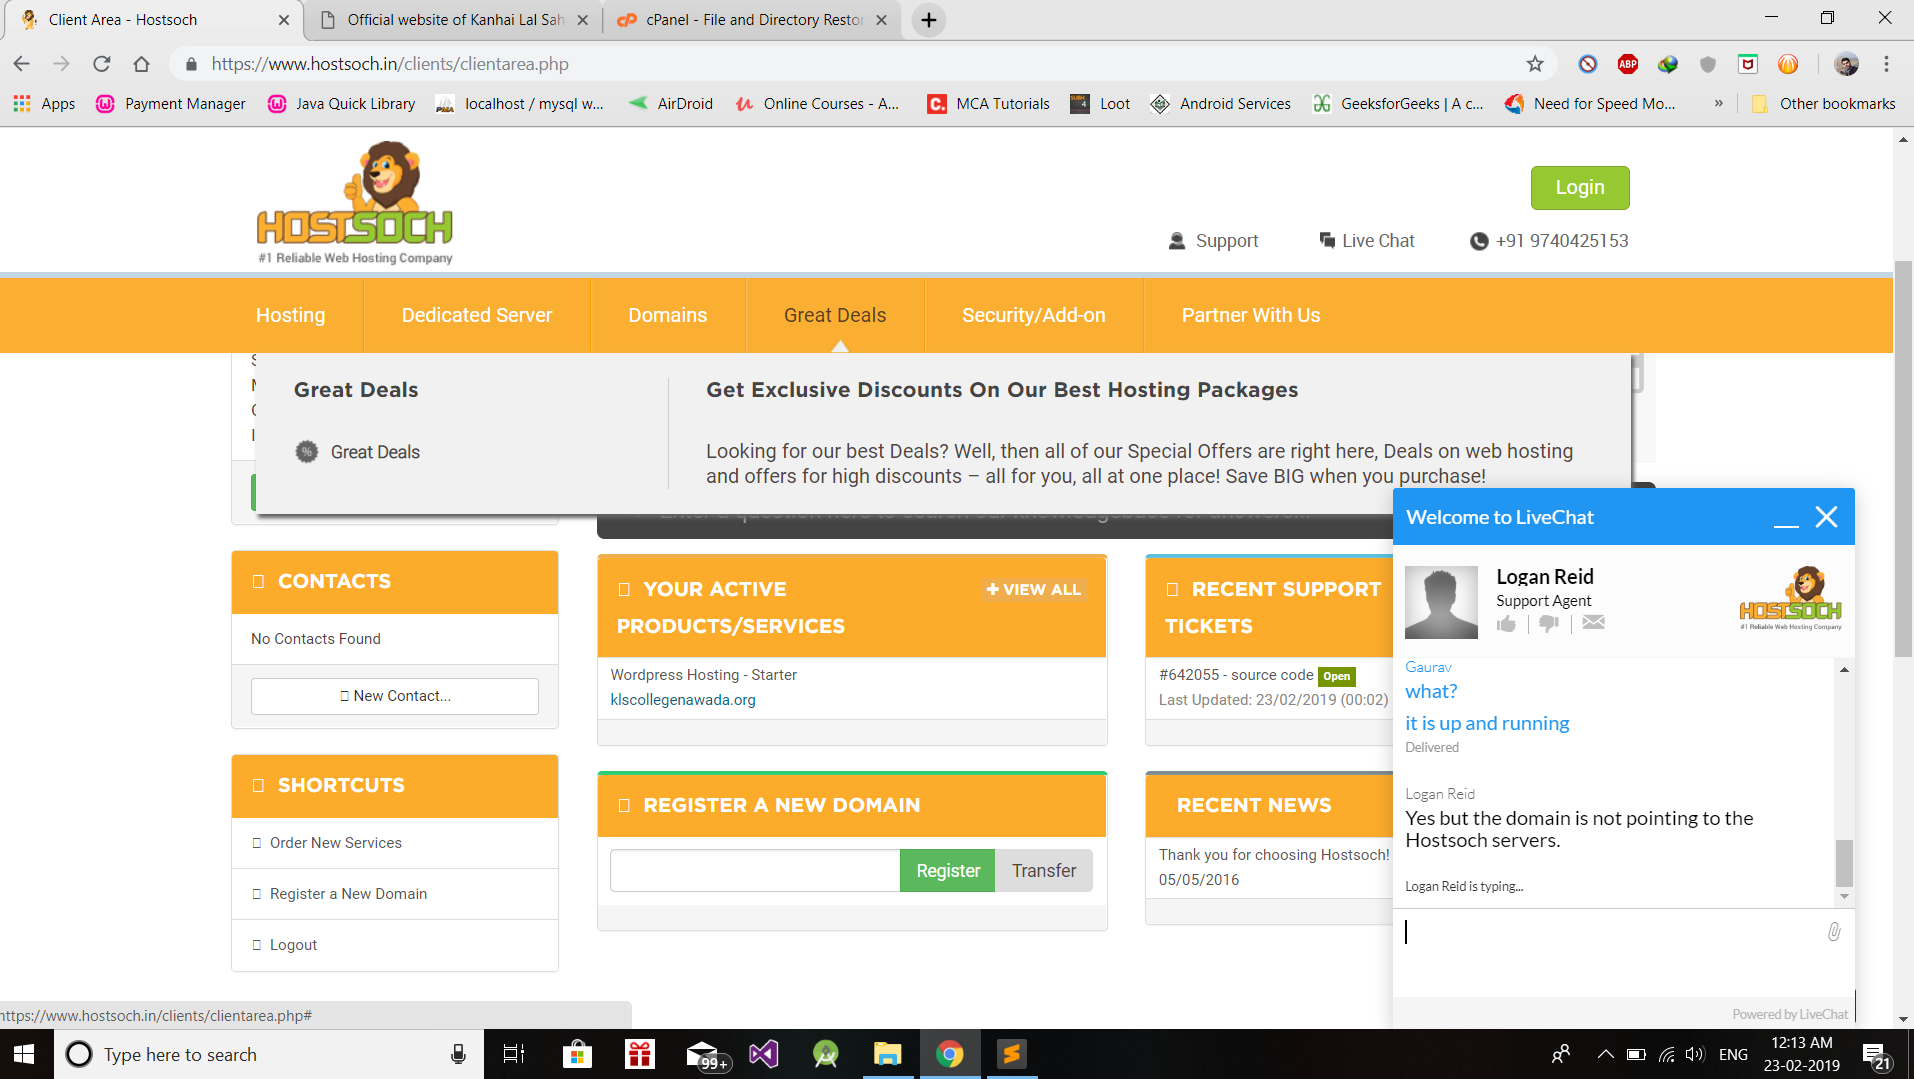 Client Area - Hostsoch
Official website of Kanhai Lal Sah
cPanel - File and Directory Restor
https://www.hostsoch.in/clients/clientarea.php
Apps
Payment Manager
Java Quick Library
localhost / mysql w...
AirDroid
Online Courses - A...
MCA Tutorials
Loot
Android Services
GeeksforGeeks | A c...
Need for Speed Mo...
»
Other bookmarks
HOSTSOCH
#1 Reliable Web Hosting Company
Login
Support
Live Chat
+91 9740425153
Hosting
Dedicated Server
Domains
Great Deals
Security/Add-on
Partner With Us
Great Deals
Great Deals
Get Exclusive Discounts On Our Best Hosting Packages
Looking for our best Deals? Well, then all of our Special Offers are right here, Deals on web hosting
and offers for high discounts – all for you, all at one place! Save BIG when you purchase!
CONTACTS
No Contacts Found
New Contact...
SHORTCUTS
Order New Services
Register a New Domain
Logout
YOUR ACTIVE
PRODUCTS/SERVICES
+ VIEW ALL
Wordpress Hosting - Starter
klscollegenawada.org
REGISTER A NEW DOMAIN
Register
Transfer
RECENT SUPPORT
TICKETS
#642055 - source code Open
Last Updated: 23/02/2019 (00:02)
RECENT NEWS
Thank you for choosing Hostsoch!
05/05/2016
Welcome to LiveChat
Logan Reid
Support Agent
HOSTSOCH
#1 Reliable Web Hosting Company
Gaurav
what?
it is up and running
Delivered
Logan Reid
Yes but the domain is not pointing to the
Hostsoch servers.
Logan Reid is typing...
Powered by LiveChat
https://www.hostsoch.in/clients/clientarea.php#
Type here to search
99+
ENG
12:13 AM
23-02-2019
21